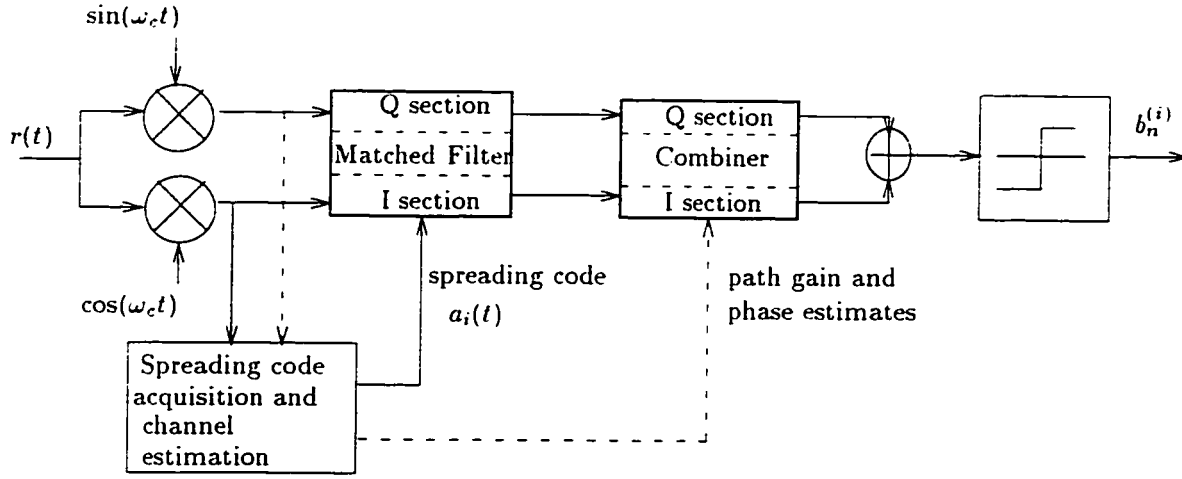 sin(ω_c t)
r(t)
cos(ω_c t)
Q section
Matched Filter
I section
Q section
Combiner
I section
b_n^{(i)}
spreading code
a_i(t)
path gain and
phase estimates
Spreading code
acquisition and
channel
estimation